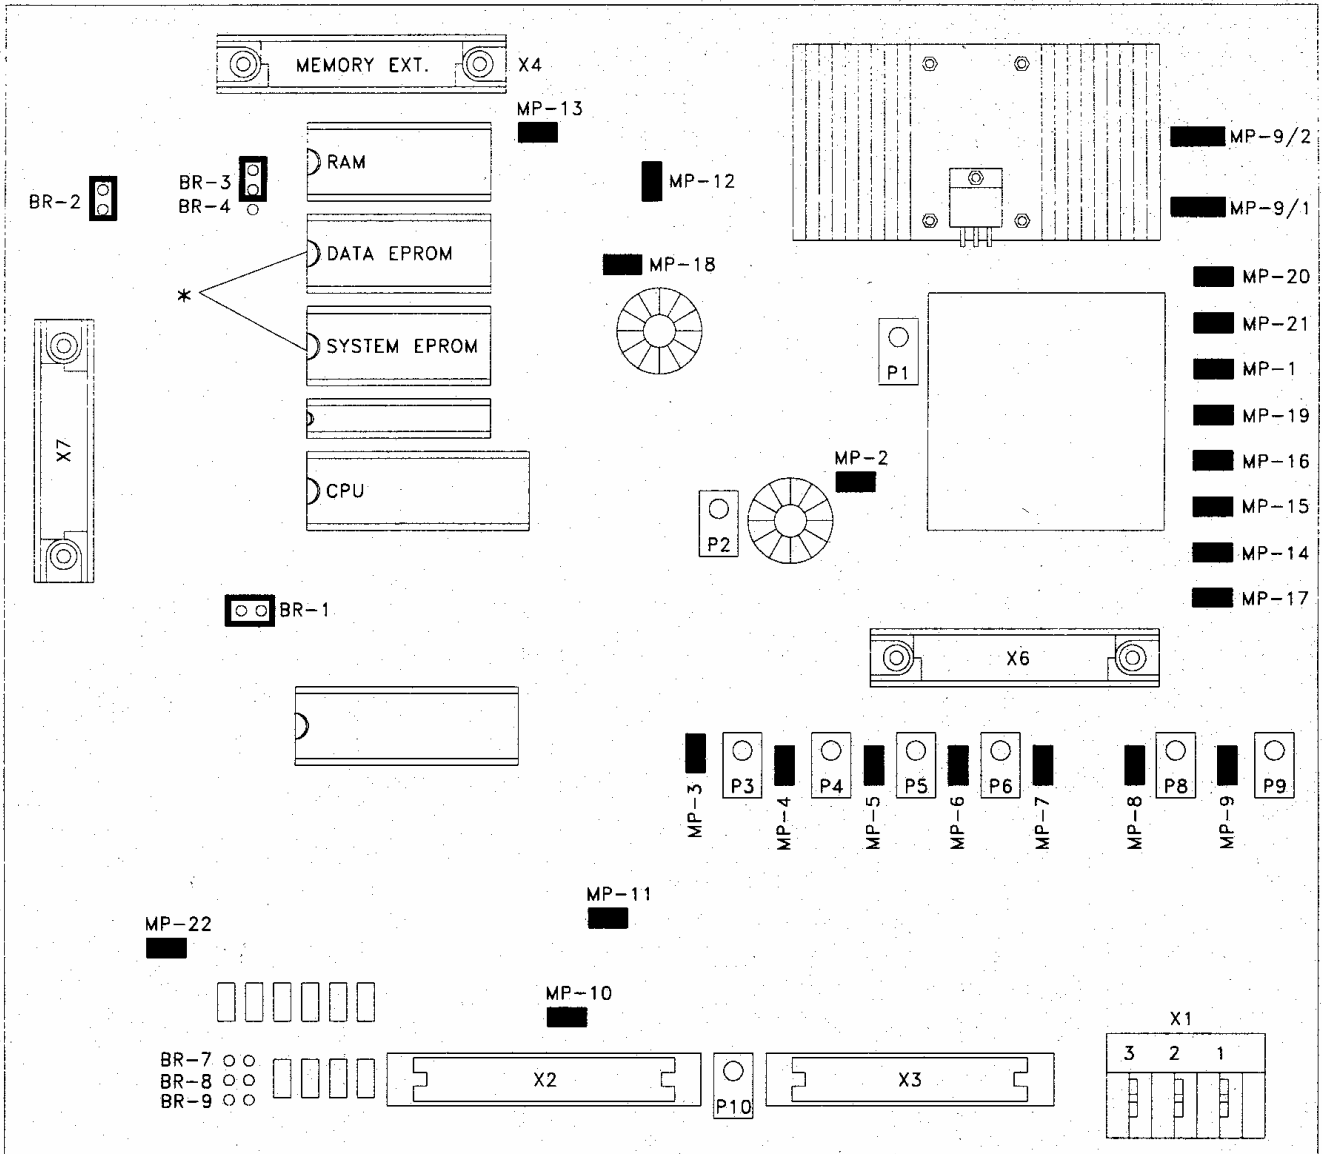 MEMORY EXT.
X4
MP-13
MP-9/2
RAM
BR-3
BR-4
BR-2
MP-12
MP-9/1
DATA EPROM
MP-18
MP-20
*
MP-21
SYSTEM EPROM
P1
MP-1
MP-19
X7
MP-2
MP-16
CPU
MP-15
P2
MP-14
BR-1
MP-17
X6
MP-3
P3
MP-4
P4
MP-5
P5
MP-6
P6
MP-7
MP-8
P8
MP-9
P9
MP-11
MP-22
MP-10
X1
3 2 1
BR-7
BR-8
BR-9
X2
P10
X3